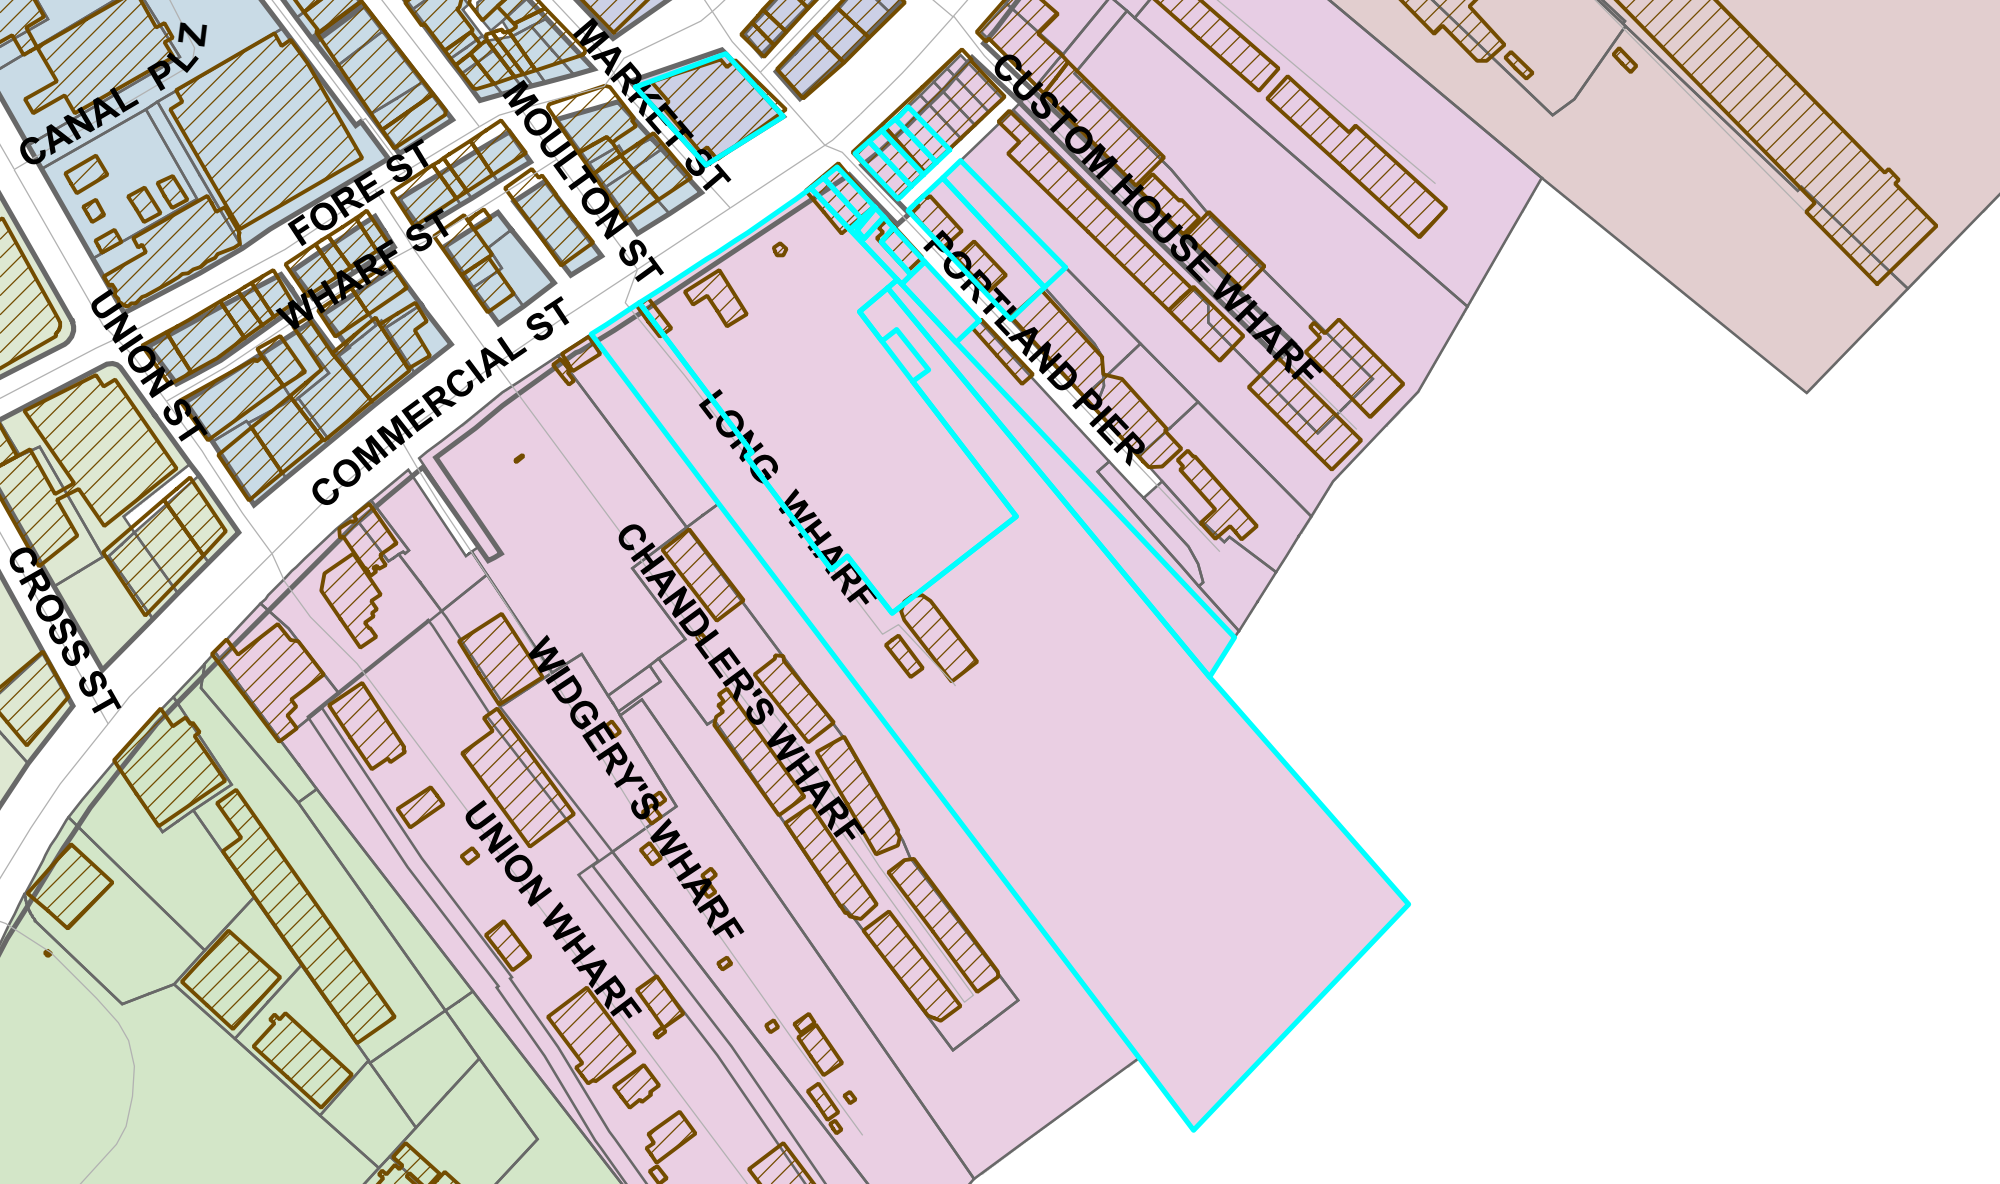 CANAL PLZ
MARKET ST
MOULTON ST
CUSTOM HOUSE WHARF
FORE ST
WHARF ST
UNION ST
COMMERCIAL ST
PORTLAND PIER
LONG WHARF
CROSS ST
CHANDLER'S WHARF
WIDGERY'S WHARF
UNION WHARF